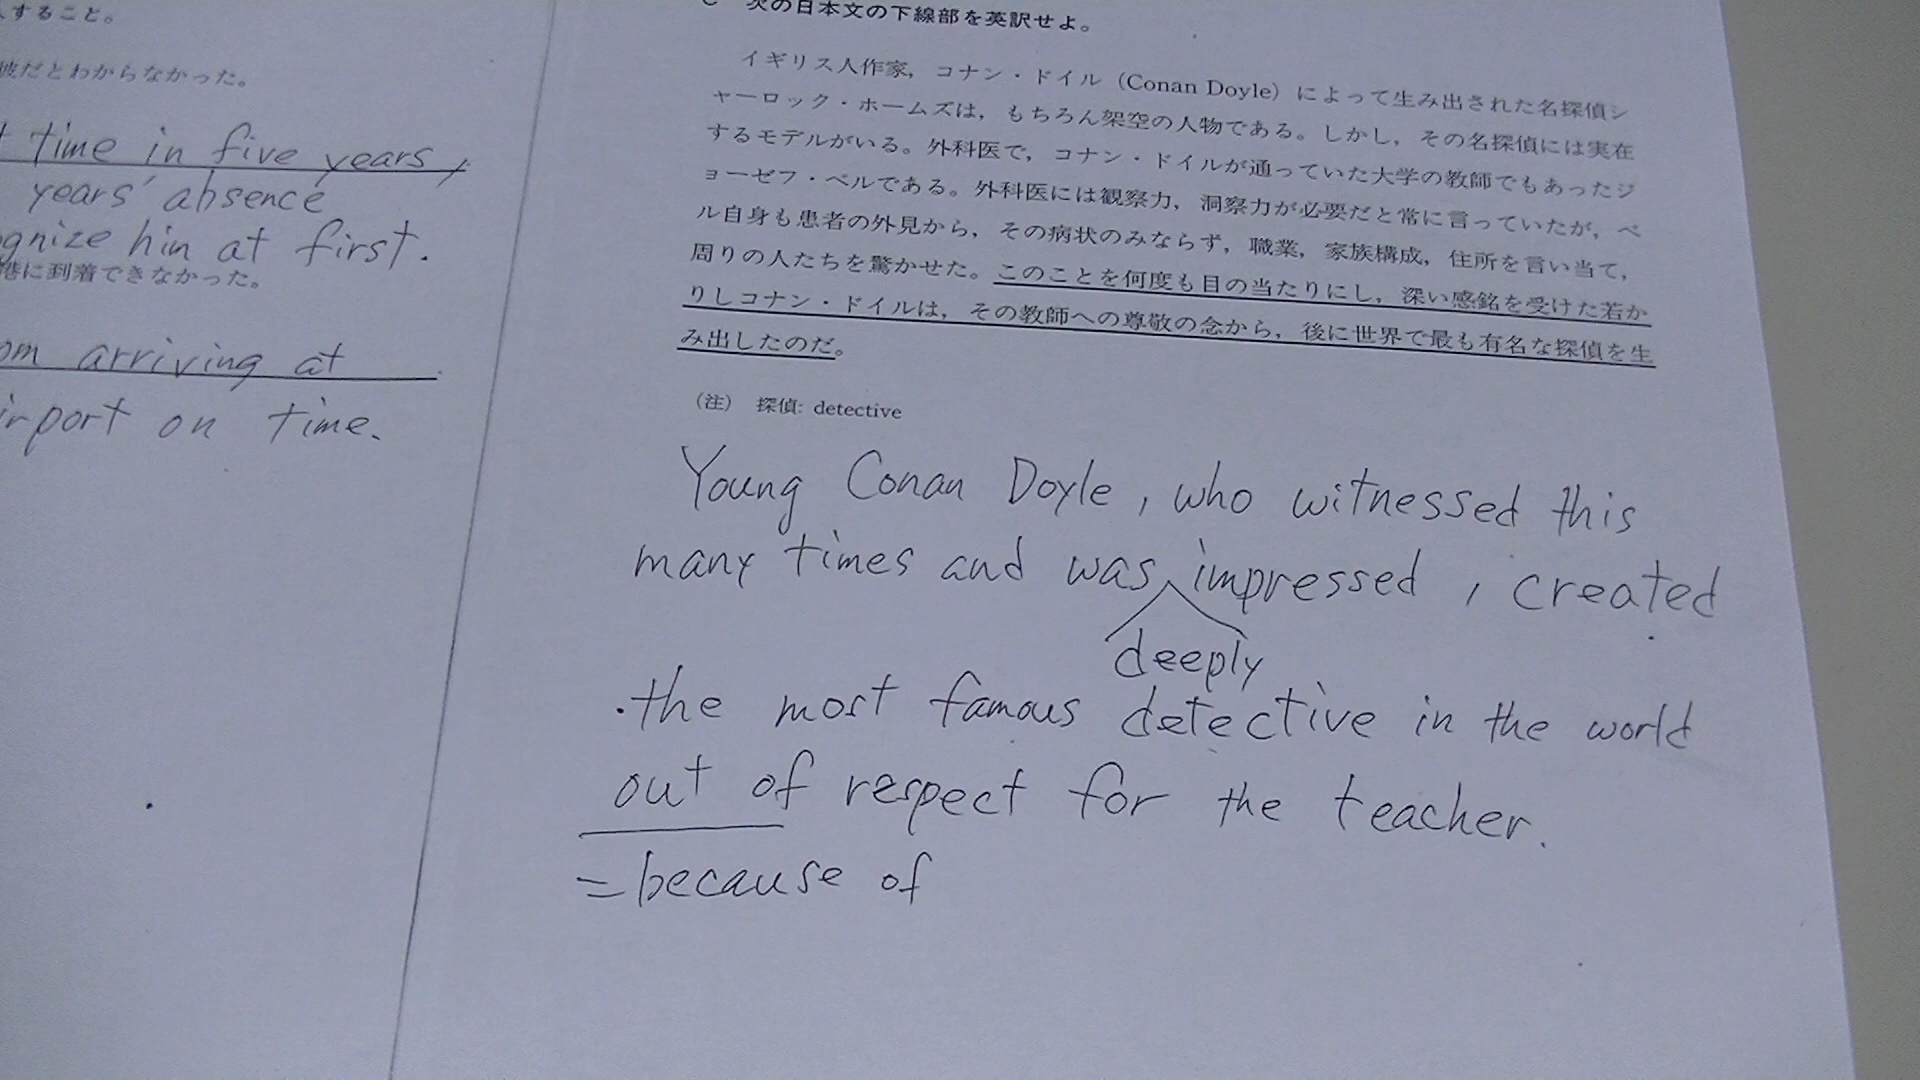 すること。
彼だとわからなかった。
time in five years,
years' absence
gnize him at first.
港に到着できなかった。
om arriving at
irport on time.
C 次の日本文の下線部を英訳せよ。
イギリス人作家，コナン・ドイル（Conan Doyle）によって生み出された名探偵シ
ャーロック・ホームズは，もちろん架空の人物である。しかし，その名探偵には実在
するモデルがいる。外科医で，コナン・ドイルが通っていた大学の教師でもあったジ
ョーゼフ・ベルである。外科医には観察力，洞察力が必要だと常に言っていたが，ベ
ル自身も患者の外見から，その病状のみならず，職業，家族構成，住所を言い当て，
周りの人たちを驚かせた。このことを何度も目の当たりにし，深い感銘を受けた若か
りしコナン・ドイルは，その教師への尊敬の念から，後に世界で最も有名な探偵を生
み出したのだ。
（注） 探偵: detective
Young Conan Doyle, who witnessed this
many times and was impressed, created
deeply
the most famous detective in the world
out of respect for the teacher.
=because of